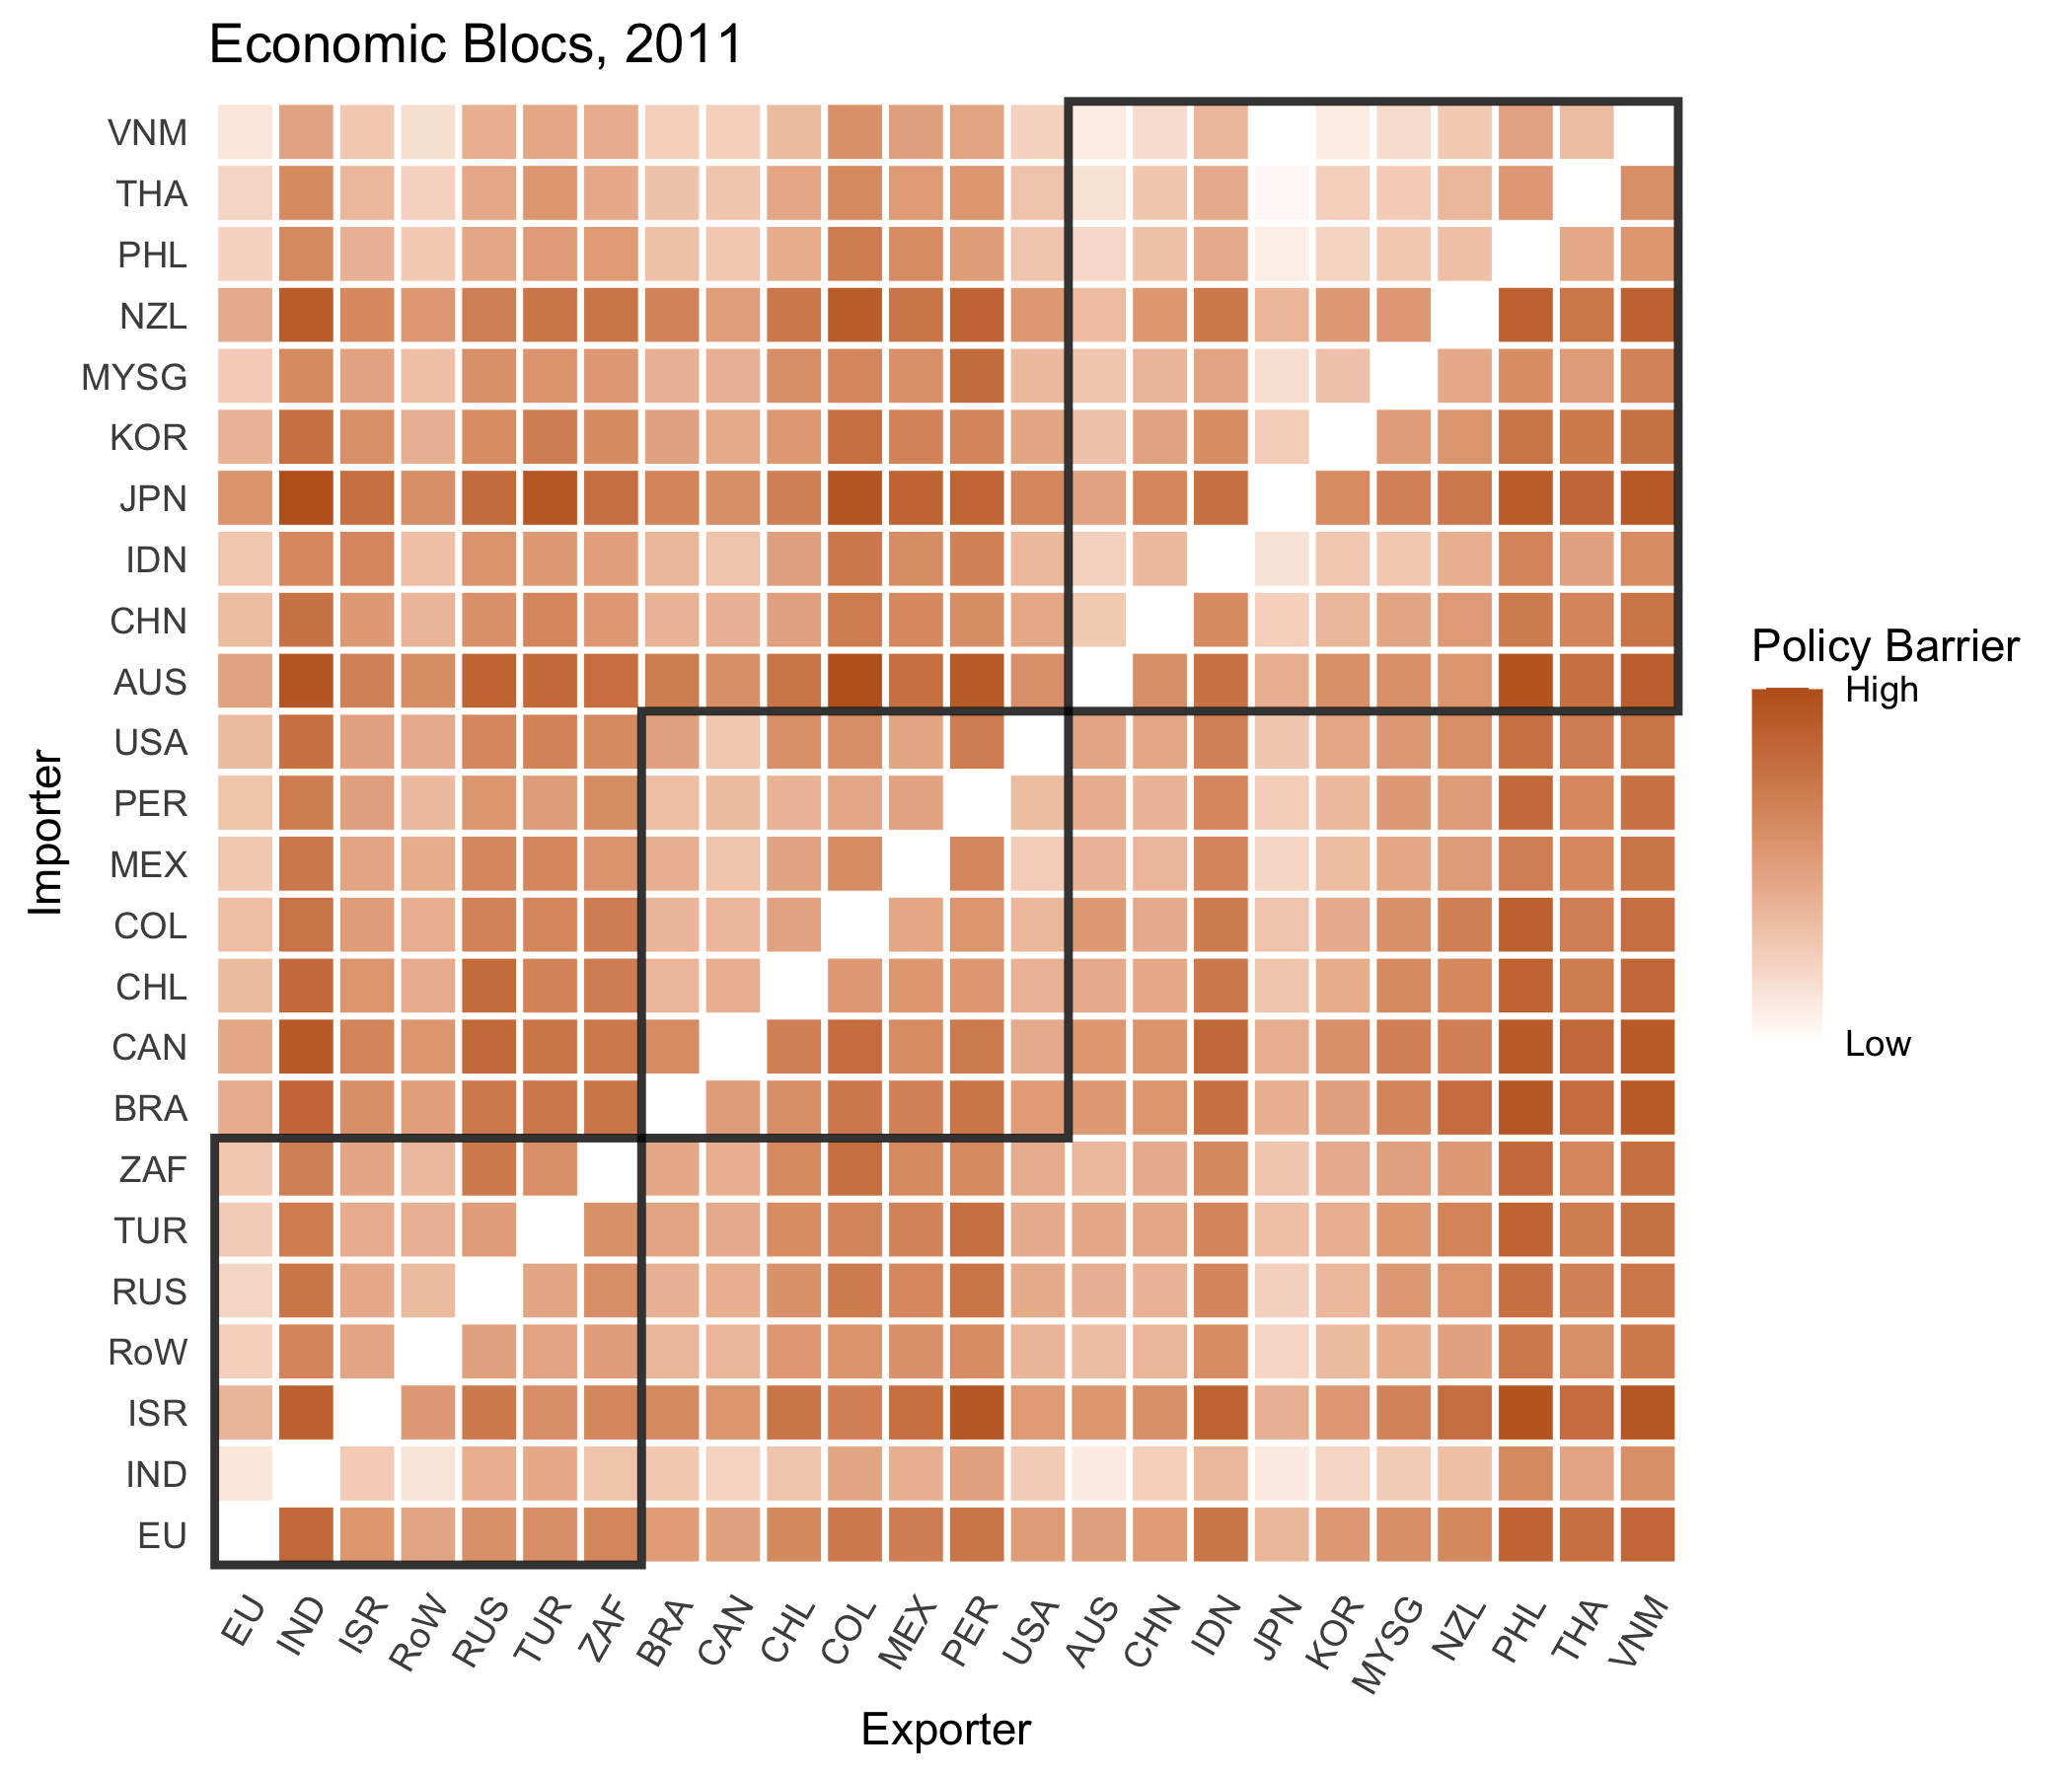 Economic Blocs, 2011
VNM
THA
PHL
NZL
MYSG
KOR
JPN
IDN
CHN
AUS
USA
PER
MEX
COL
CHL
CAN
BRA
ZAF
TUR
RUS
RoW
ISR
IND
EU
Importer
EU IND ISR RoW RUS TUR ZAF BRA CAN CHL COL MEX PER USA AUS CHN IDN JPN KOR MYSG NZL PHL THA VNM
Exporter
Policy Barrier
High
Low